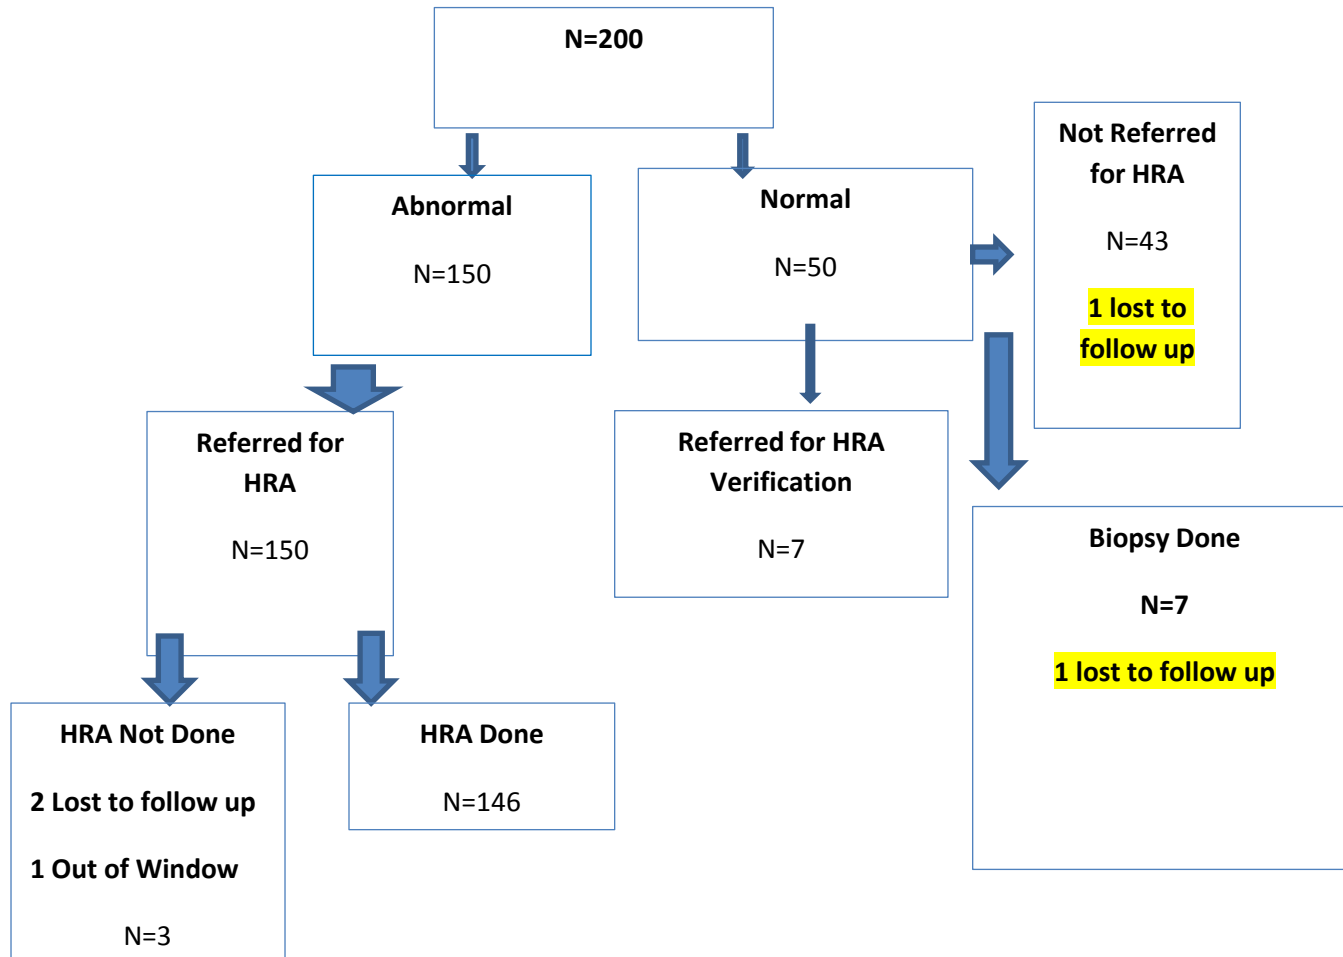 N=200
Abnormal
N=150
Normal
N=50
Not Referred
for HRA
N=43
1 lost to
follow up
Referred for
HRA
N=150
Referred for HRA
Verification
N=7
Biopsy Done
N=7
1 lost to follow up
HRA Not Done
2 Lost to follow up
1 Out of Window
N=3
HRA Done
N=146